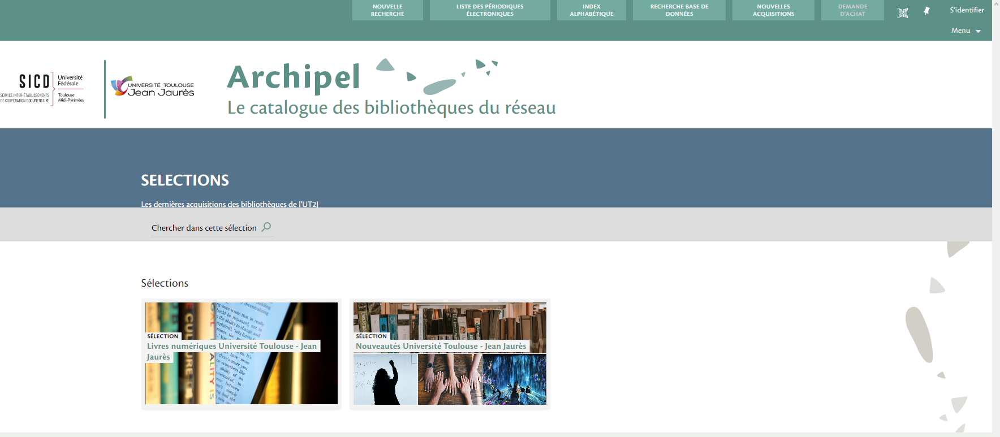 NOUVELLE
RECHERCHE
LISTE DES PÉRIODIQUES
ÉLECTRONIQUES
INDEX
ALPHABÉTIQUE
RECHERCHE BASE DE
DONNÉES
NOUVELLES
ACQUISITIONS
DEMANDE
D'ACHAT
S'identifier
Menu
SICD
SERVICE INTER-ÉTABLISSEMENTS
DE COOPÉRATION DOCUMENTAIRE
Université
Fédérale
Toulouse
Midi-Pyrénées
UNIVERSITÉ TOULOUSE
Jean Jaurès
Archipel
Le catalogue des bibliothèques du réseau
SELECTIONS
Les dernières acquisitions des bibliothèques de l'UT2J
Chercher dans cette sélection
Sélections
SÉLECTION
Livres numériques Université Toulouse - Jean
Jaurès
SÉLECTION
Nouveautés Université Toulouse - Jean Jaurès